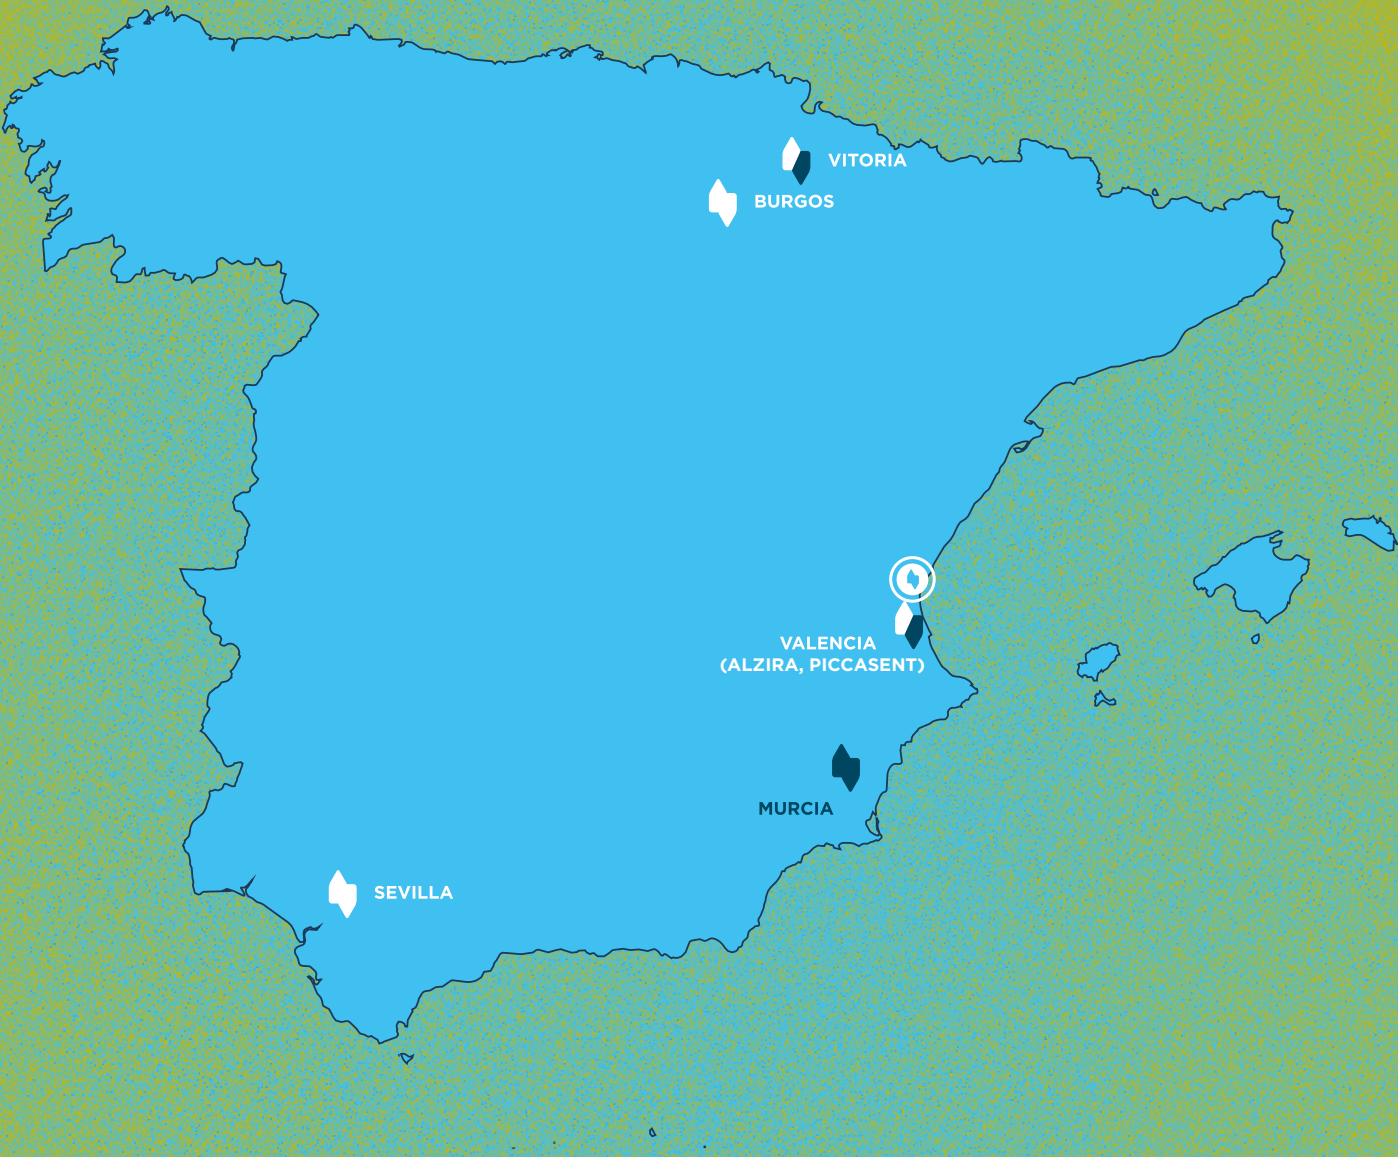 VITORIA
BURGOS
VALENCIA
(ALZIRA, PICCASENT)
MURCIA
SEVILLA